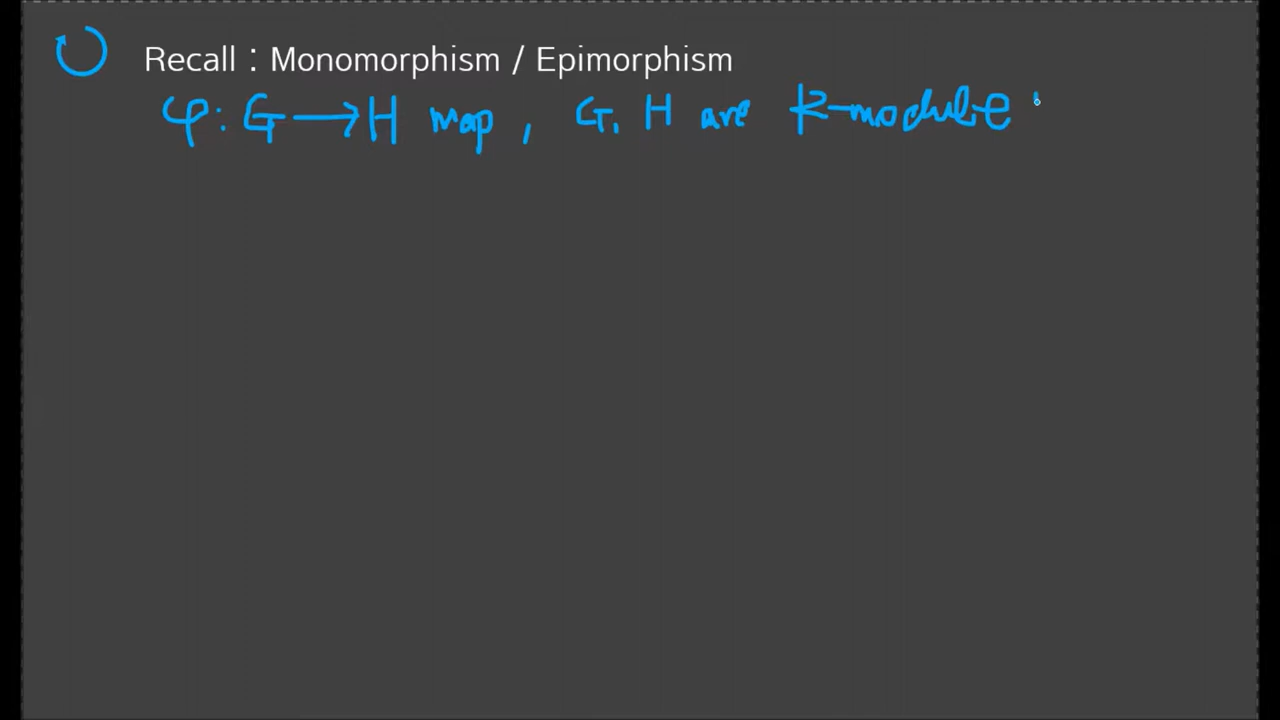 Recall : Monomorphism / Epimorphism
φ: G → H map, G, H are R-module